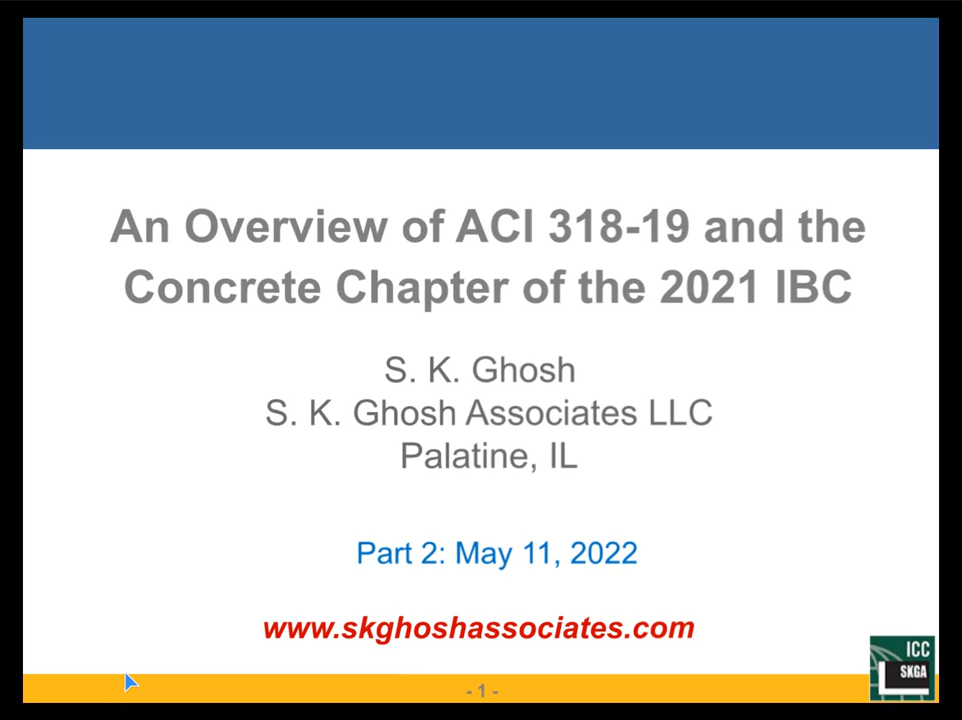 An Overview of ACI 318-19 and the
Concrete Chapter of the 2021 IBC
S. K. Ghosh
S. K. Ghosh Associates LLC
Palatine, IL
Part 2: May 11, 2022
www.skghoshassociates.com
ICC
SKGA
- 1 -